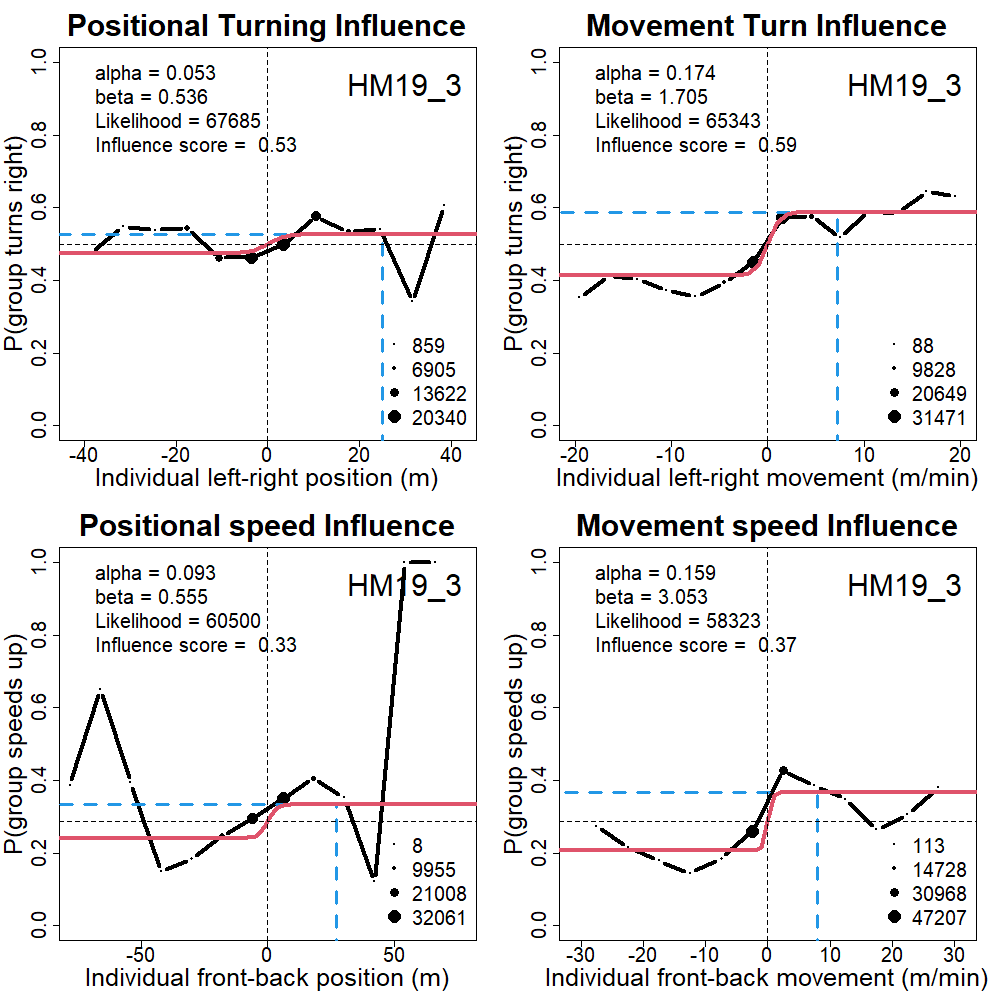 Positional Turning Influence
P(group turns right)
1.0
0.8
0.6
0.4
0.2
0.0
alpha = 0.053
beta = 0.536
Likelihood = 67685
Influence score = 0.53
HM19_3
859
6905
13622
20340
-40 -20 0 20 40
Individual left-right position (m)
Movement Turn Influence
P(group turns right)
1.0
0.8
0.6
0.4
0.2
0.0
alpha = 0.174
beta = 1.705
Likelihood = 65343
Influence score = 0.59
HM19_3
88
9828
20649
31471
-20 -10 0 10 20
Individual left-right movement (m/min)
Positional speed Influence
P(group speeds up)
1.0
0.8
0.6
0.4
0.2
0.0
alpha = 0.093
beta = 0.555
Likelihood = 60500
Influence score = 0.33
HM19_3
8
9955
21008
32061
-50 0 50
Individual front-back position (m)
Movement speed Influence
P(group speeds up)
1.0
0.8
0.6
0.4
0.2
0.0
alpha = 0.159
beta = 3.053
Likelihood = 58323
Influence score = 0.37
HM19_3
113
14728
30968
47207
-30 -20 -10 0 10 20 30
Individual front-back movement (m/min)